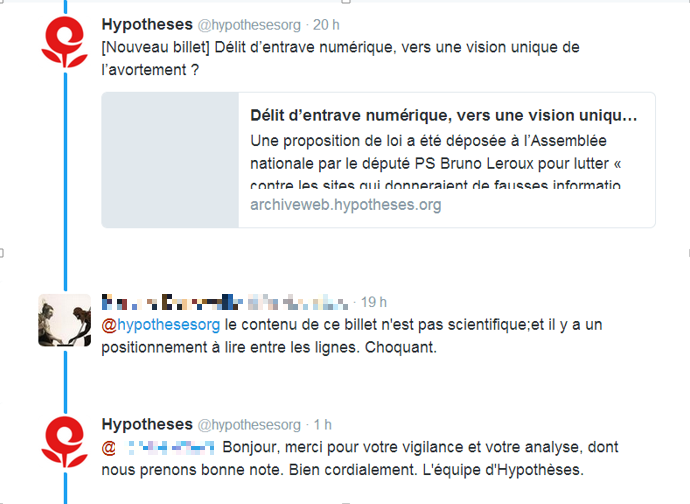 Hypotheses @hypothesesorg · 20 h
[Nouveau billet] Délit d’entrave numérique, vers une vision unique de
l’avortement ?
Délit d’entrave numérique, vers une vision uniqu…
Une proposition de loi a été déposée à l’Assemblée
nationale par le député PS Bruno Leroux pour lutter «
contre les sites qui donneraient de fausses informatio
archiveweb.hypotheses.org
· 19 h
@hypothesesorg le contenu de ce billet n'est pas scientifique;et il y a un
positionnement à lire entre les lignes. Choquant.
Hypotheses @hypothesesorg · 1 h
@ Bonjour, merci pour votre vigilance et votre analyse, dont
nous prenons bonne note. Bien cordialement. L'équipe d'Hypothèses.